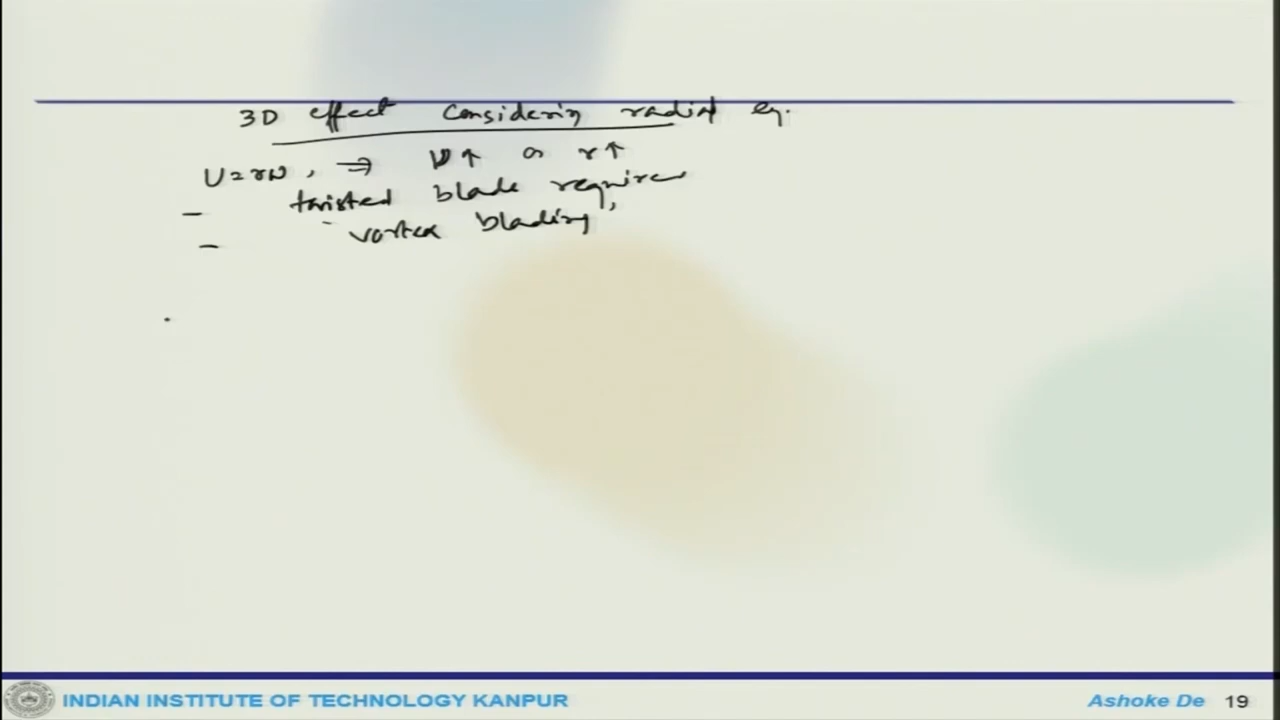 3D effect considering radial eq.
U = rω, ⇒ U↑ as r↑
- twisted blade requires
- vortex blading,
INDIAN INSTITUTE OF TECHNOLOGY KANPUR
Ashoke De 19